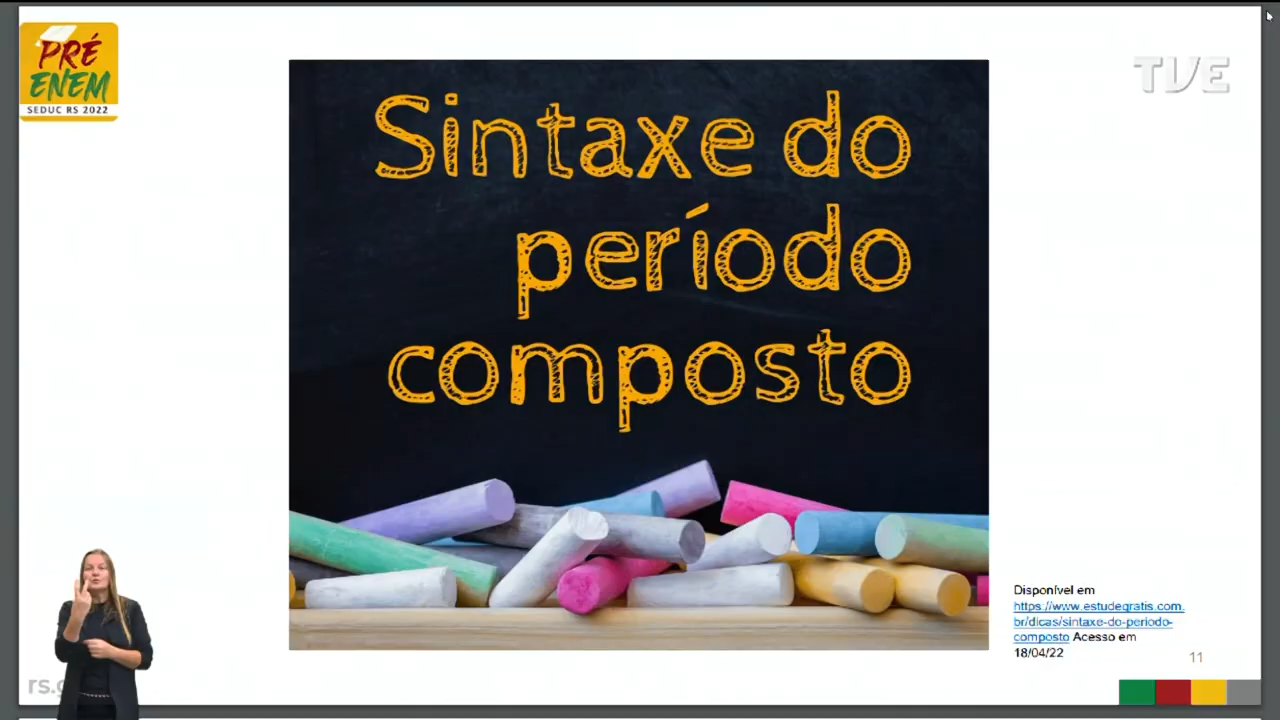 PRÉ
ENEM
SEDUC RS 2022
TVE
Sintaxe do
período
composto
Disponível em
https://www.estudegratis.com.
br/dicas/sintaxe-do-periodo-
composto Acesso em
18/04/22
11
rs.g